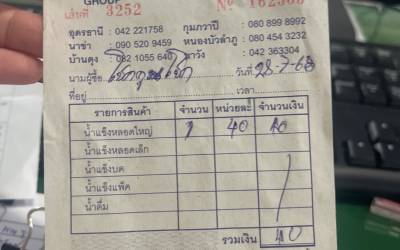 GROUP
เล่มที่ 3252 No 162565
อุดรธานี : 042 221758 กุมภวาปี : 080 899 8992
นาข่า : 090 520 9459 หนองบัวลำภู : 080 454 3232
บ้านดุง : 082 1055 640 : 042 363304
นามผู้ซื้อ วันที่ 28-7-68
ที่อยู่ เวลา
รายการสินค้า จำนวน หน่วยละ จำนวนเงิน
น้ำแข็งหลอดใหญ่ 1 40 40
น้ำแข็งหลอดเล็ก
น้ำแข็งบด
น้ำแข็งแพ็ค
น้ำดื่ม
รวมเงิน 40